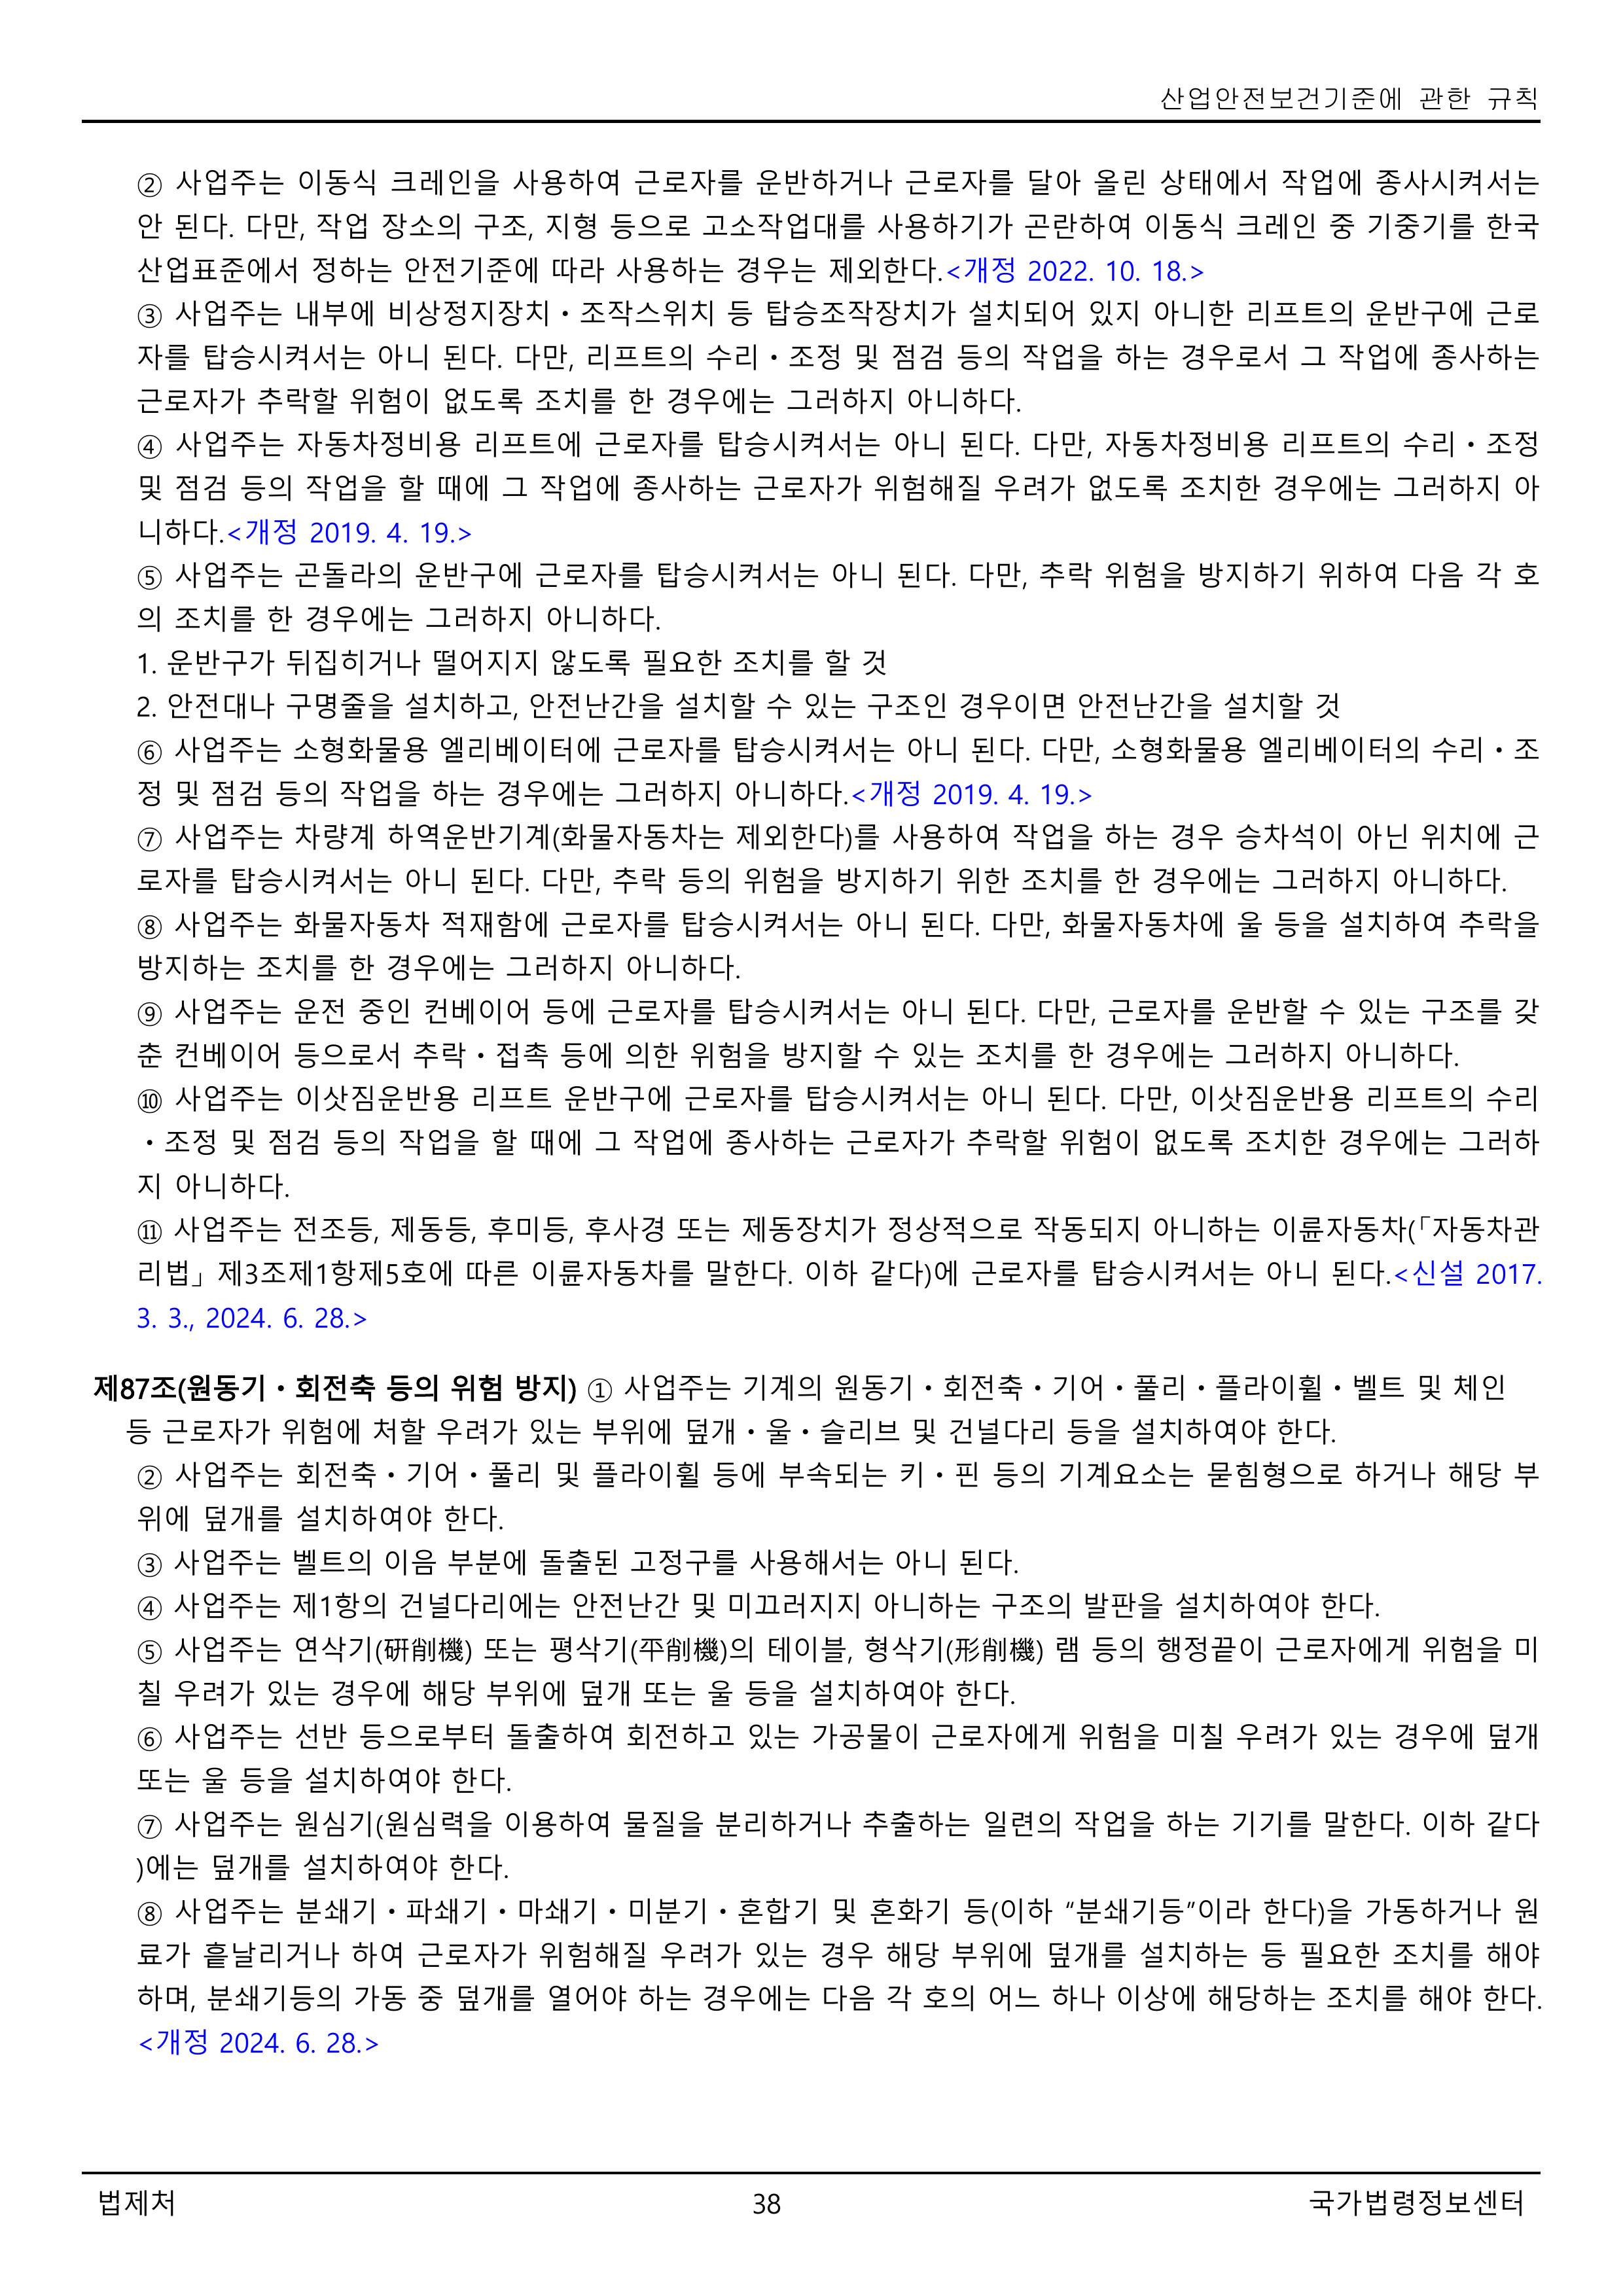 산업안전보건기준에 관한 규칙
② 사업주는 이동식 크레인을 사용하여 근로자를 운반하거나 근로자를 달아 올린 상태에서 작업에 종사시켜서는
안 된다. 다만, 작업 장소의 구조, 지형 등으로 고소작업대를 사용하기가 곤란하여 이동식 크레인 중 기중기를 한국
산업표준에서 정하는 안전기준에 따라 사용하는 경우는 제외한다.<개정 2022. 10. 18.>
③ 사업주는 내부에 비상정지장치ㆍ조작스위치 등 탑승조작장치가 설치되어 있지 아니한 리프트의 운반구에 근로
자를 탑승시켜서는 아니 된다. 다만, 리프트의 수리ㆍ조정 및 점검 등의 작업을 하는 경우로서 그 작업에 종사하는
근로자가 추락할 위험이 없도록 조치를 한 경우에는 그러하지 아니하다.
④ 사업주는 자동차정비용 리프트에 근로자를 탑승시켜서는 아니 된다. 다만, 자동차정비용 리프트의 수리ㆍ조정
및 점검 등의 작업을 할 때에 그 작업에 종사하는 근로자가 위험해질 우려가 없도록 조치한 경우에는 그러하지 아
니하다.<개정 2019. 4. 19.>
⑤ 사업주는 곤돌라의 운반구에 근로자를 탑승시켜서는 아니 된다. 다만, 추락 위험을 방지하기 위하여 다음 각 호
의 조치를 한 경우에는 그러하지 아니하다.
1. 운반구가 뒤집히거나 떨어지지 않도록 필요한 조치를 할 것
2. 안전대나 구명줄을 설치하고, 안전난간을 설치할 수 있는 구조인 경우이면 안전난간을 설치할 것
⑥ 사업주는 소형화물용 엘리베이터에 근로자를 탑승시켜서는 아니 된다. 다만, 소형화물용 엘리베이터의 수리ㆍ조
정 및 점검 등의 작업을 하는 경우에는 그러하지 아니하다.<개정 2019. 4. 19.>
⑦ 사업주는 차량계 하역운반기계(화물자동차는 제외한다)를 사용하여 작업을 하는 경우 승차석이 아닌 위치에 근
로자를 탑승시켜서는 아니 된다. 다만, 추락 등의 위험을 방지하기 위한 조치를 한 경우에는 그러하지 아니하다.
⑧ 사업주는 화물자동차 적재함에 근로자를 탑승시켜서는 아니 된다. 다만, 화물자동차에 울 등을 설치하여 추락을
방지하는 조치를 한 경우에는 그러하지 아니하다.
⑨ 사업주는 운전 중인 컨베이어 등에 근로자를 탑승시켜서는 아니 된다. 다만, 근로자를 운반할 수 있는 구조를 갖
춘 컨베이어 등으로서 추락ㆍ접촉 등에 의한 위험을 방지할 수 있는 조치를 한 경우에는 그러하지 아니하다.
⑩ 사업주는 이삿짐운반용 리프트 운반구에 근로자를 탑승시켜서는 아니 된다. 다만, 이삿짐운반용 리프트의 수리
ㆍ조정 및 점검 등의 작업을 할 때에 그 작업에 종사하는 근로자가 추락할 위험이 없도록 조치한 경우에는 그러하
지 아니하다.
⑪ 사업주는 전조등, 제동등, 후미등, 후사경 또는 제동장치가 정상적으로 작동되지 아니하는 이륜자동차(「자동차관
리법」 제3조제1항제5호에 따른 이륜자동차를 말한다. 이하 같다)에 근로자를 탑승시켜서는 아니 된다.<신설 2017.
3. 3., 2024. 6. 28.>
제87조(원동기ㆍ회전축 등의 위험 방지) ① 사업주는 기계의 원동기ㆍ회전축ㆍ기어ㆍ풀리ㆍ플라이휠ㆍ벨트 및 체인
등 근로자가 위험에 처할 우려가 있는 부위에 덮개ㆍ울ㆍ슬리브 및 건널다리 등을 설치하여야 한다.
② 사업주는 회전축ㆍ기어ㆍ풀리 및 플라이휠 등에 부속되는 키ㆍ핀 등의 기계요소는 묻힘형으로 하거나 해당 부
위에 덮개를 설치하여야 한다.
③ 사업주는 벨트의 이음 부분에 돌출된 고정구를 사용해서는 아니 된다.
④ 사업주는 제1항의 건널다리에는 안전난간 및 미끄러지지 아니하는 구조의 발판을 설치하여야 한다.
⑤ 사업주는 연삭기(硏削機) 또는 평삭기(平削機)의 테이블, 형삭기(形削機) 램 등의 행정끝이 근로자에게 위험을 미
칠 우려가 있는 경우에 해당 부위에 덮개 또는 울 등을 설치하여야 한다.
⑥ 사업주는 선반 등으로부터 돌출하여 회전하고 있는 가공물이 근로자에게 위험을 미칠 우려가 있는 경우에 덮개
또는 울 등을 설치하여야 한다.
⑦ 사업주는 원심기(원심력을 이용하여 물질을 분리하거나 추출하는 일련의 작업을 하는 기기를 말한다. 이하 같다
)에는 덮개를 설치하여야 한다.
⑧ 사업주는 분쇄기ㆍ파쇄기ㆍ마쇄기ㆍ미분기ㆍ혼합기 및 혼화기 등(이하 “분쇄기등”이라 한다)을 가동하거나 원
료가 흩날리거나 하여 근로자가 위험해질 우려가 있는 경우 해당 부위에 덮개를 설치하는 등 필요한 조치를 해야
하며, 분쇄기등의 가동 중 덮개를 열어야 하는 경우에는 다음 각 호의 어느 하나 이상에 해당하는 조치를 해야 한다.
<개정 2024. 6. 28.>
법제처
38
국가법령정보센터